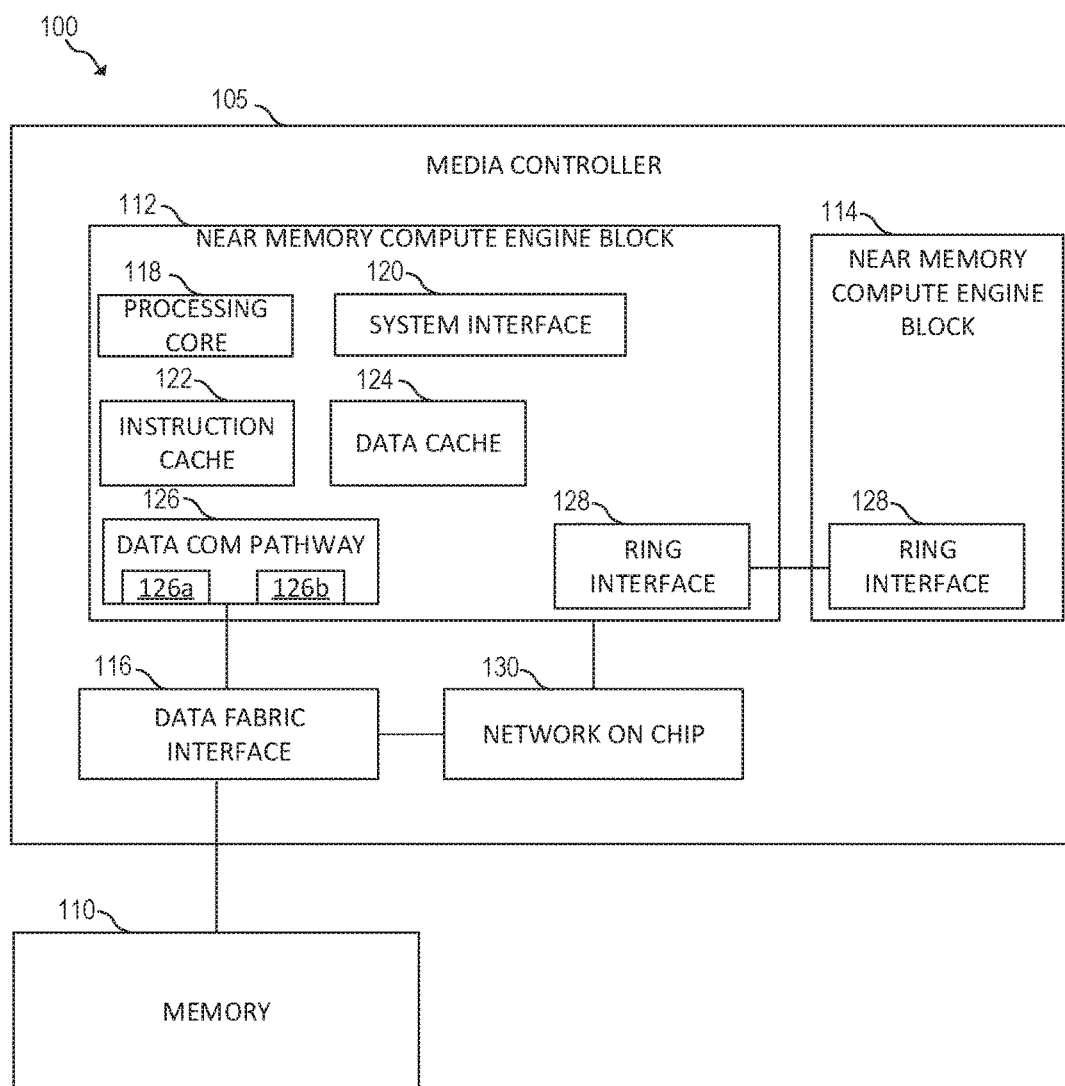 100
105
MEDIA CONTROLLER
112
NEAR MEMORY COMPUTE ENGINE BLOCK
114
NEAR MEMORY
COMPUTE ENGINE
BLOCK
118
PROCESSING
CORE
120
SYSTEM INTERFACE
122
INSTRUCTION
CACHE
124
DATA CACHE
126
DATA COM PATHWAY
126a
126b
128
RING
INTERFACE
128
RING
INTERFACE
116
DATA FABRIC
INTERFACE
130
NETWORK ON CHIP
110
MEMORY